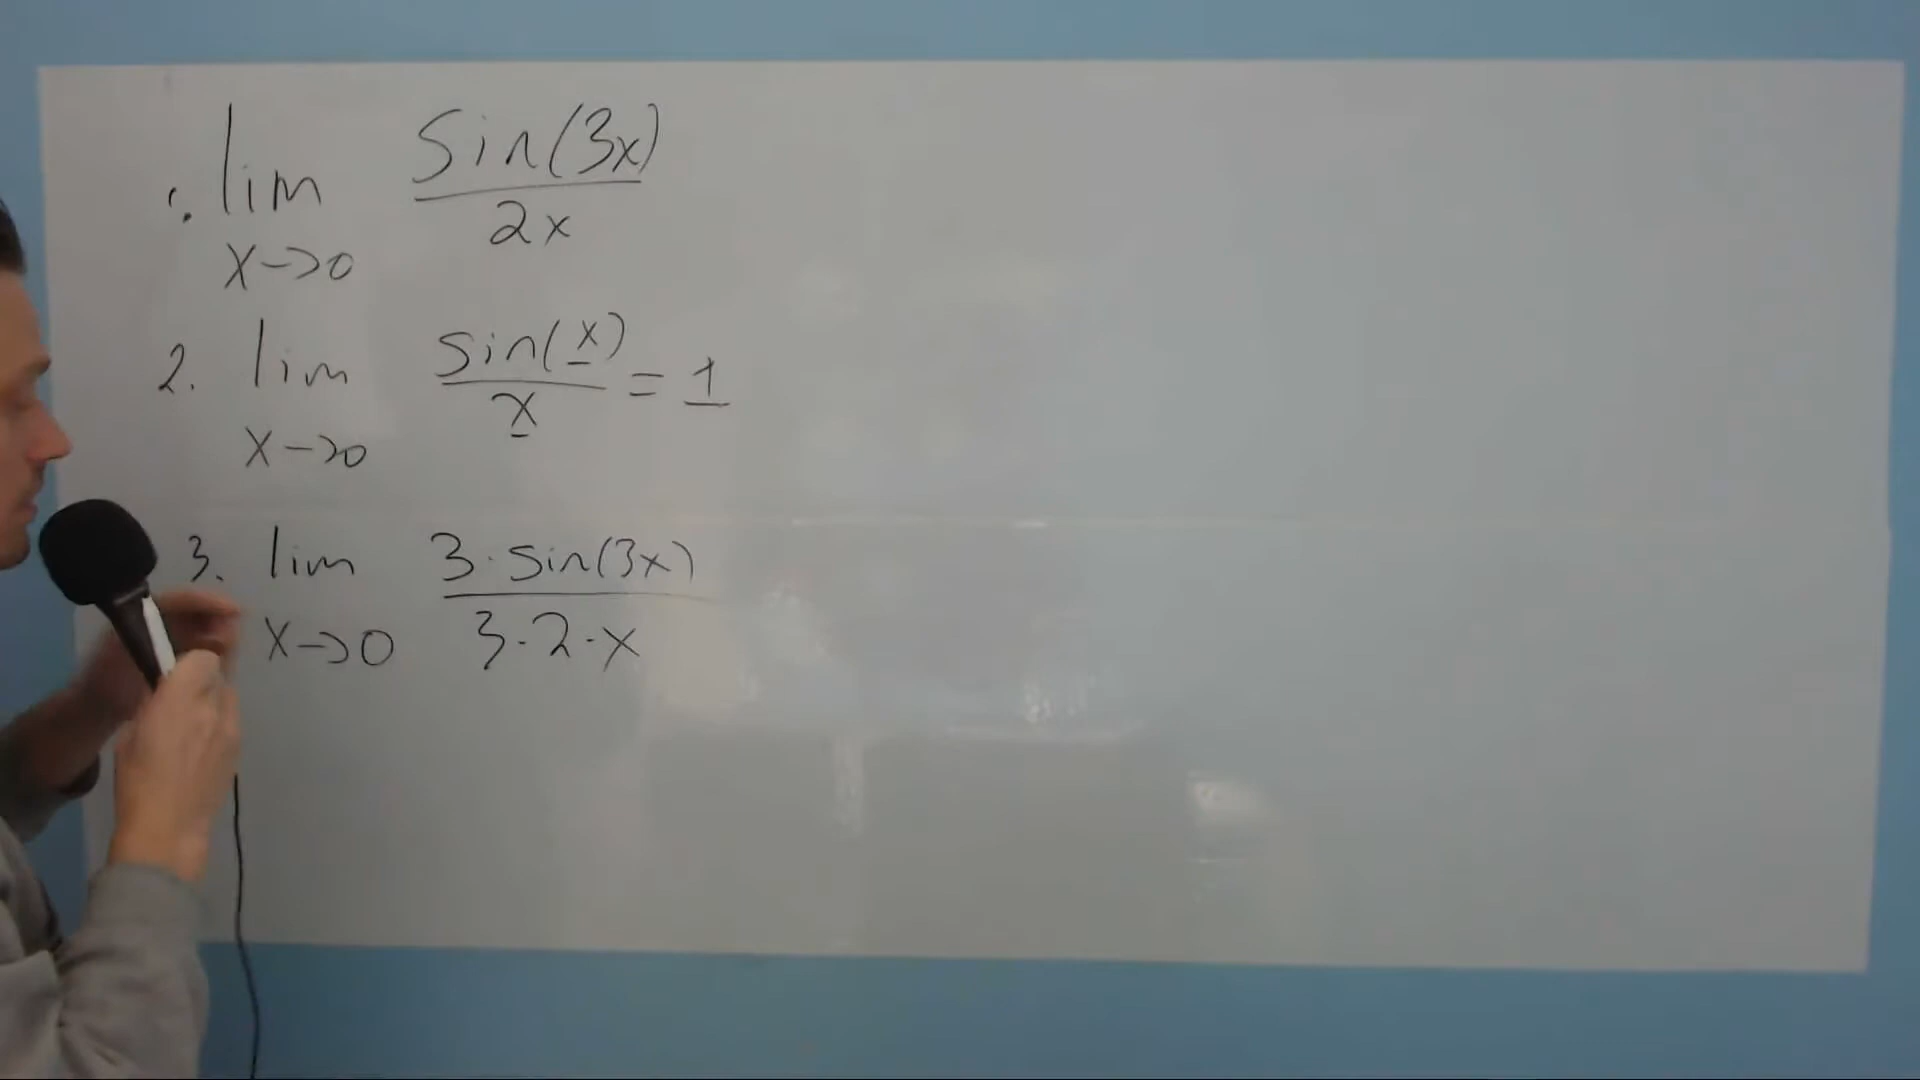 1. lim sin(3x)
2x
x->0
2. lim sin(x)
x = 1
x->0
3. lim 3·sin(3x)
x->0 3·2·x